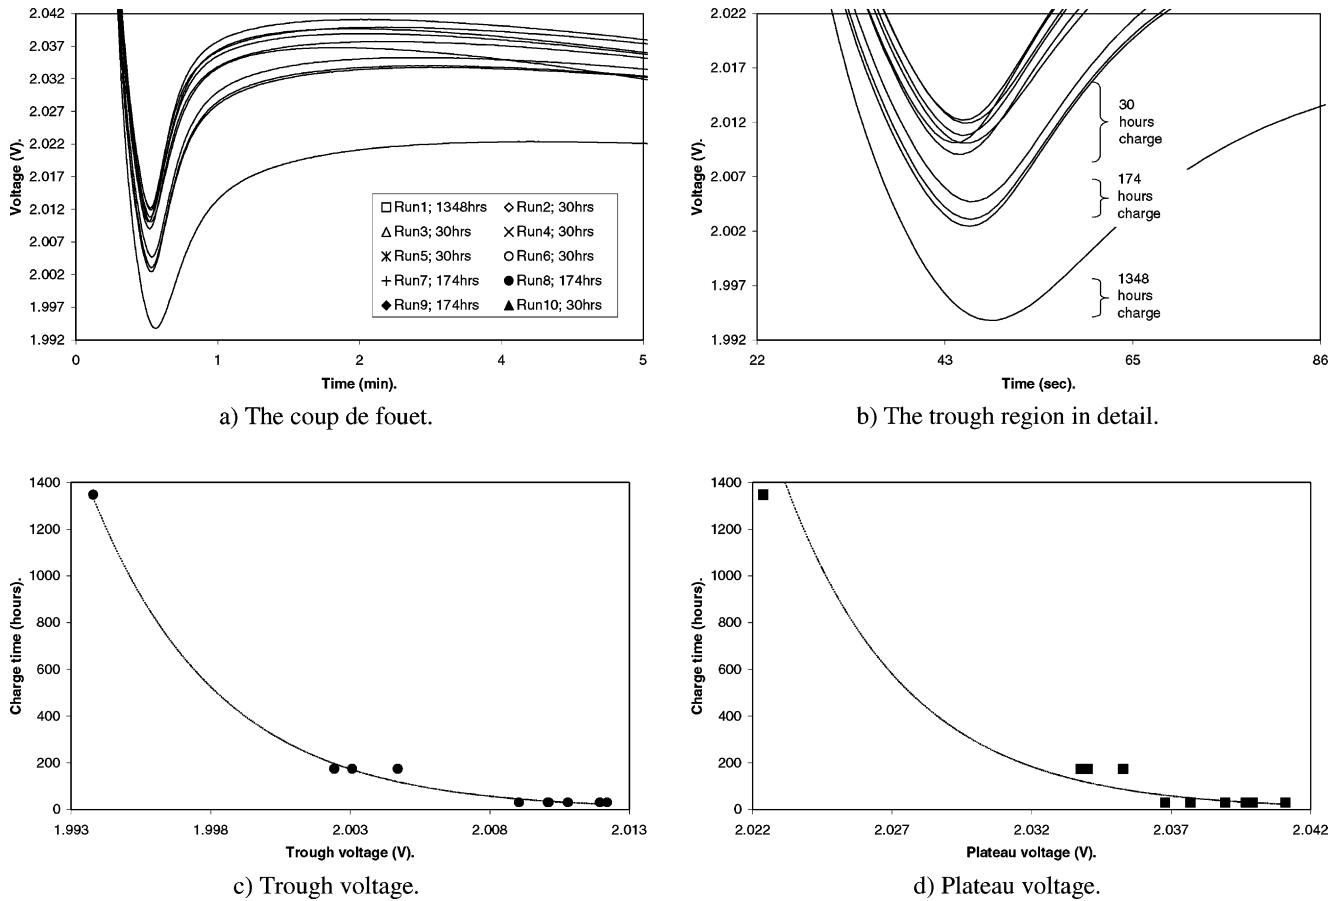 2.042
2.037
2.032
2.027
2.022
2.017
2.012
2.007
2.002
1.997
1.992
Voltage (V).
0 1 2 4 5
Time (min).
Run1; 1348hrs Run2; 30hrs
Run3; 30hrs Run4; 30hrs
Run5; 30hrs Run6; 30hrs
Run7; 174hrs Run8; 174hrs
Run9; 174hrs Run10; 30hrs
a) The coup de fouet.
2.022
2.017
2.012
2.007
2.002
1.997
1.992
Voltage (V).
22 43 65 86
Time (sec).
30
hours
charge
174
hours
charge
1348
hours
charge
b) The trough region in detail.
1400
1200
1000
800
600
400
200
0
Charge time (hours).
1.993 1.998 2.003 2.008 2.013
Trough voltage (V).
c) Trough voltage.
1400
1200
1000
800
600
400
200
0
Charge time (hours).
2.022 2.027 2.032 2.037 2.042
Plateau voltage (V).
d) Plateau voltage.